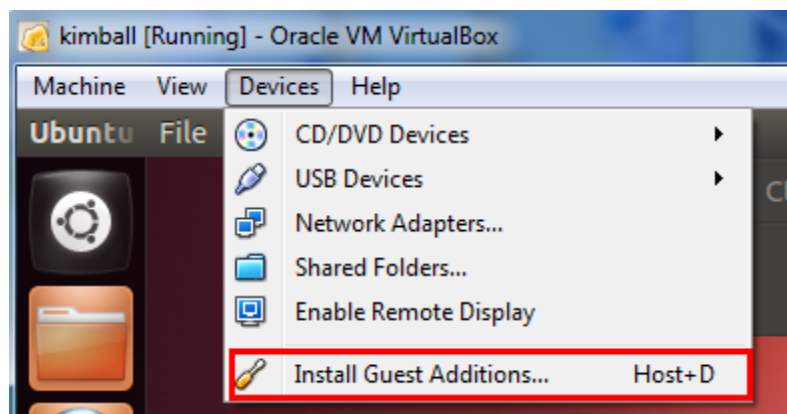 kimball [Running] - Oracle VM VirtualBox
Machine View Devices Help
Ubuntu File
CD/DVD Devices
USB Devices
Network Adapters...
Shared Folders...
Enable Remote Display
Install Guest Additions... Host+D